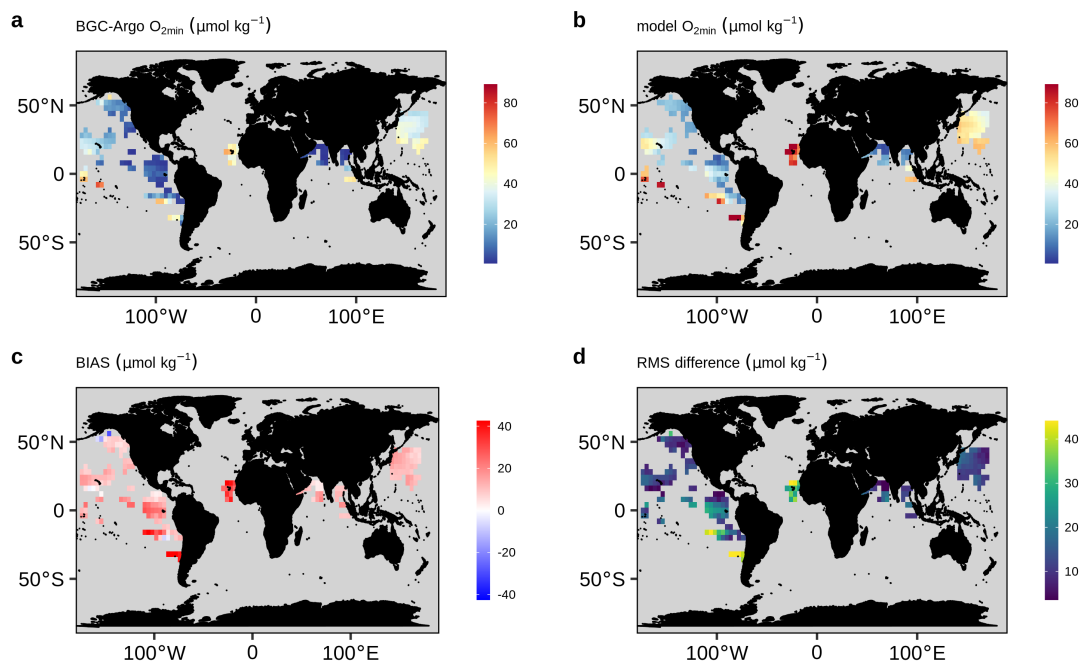 a BGC-Argo O₂min (μmol kg⁻¹)
50°N
0
50°S
100°W 0 100°E
80
60
40
20
b model O₂min (μmol kg⁻¹)
50°N
0
50°S
100°W 0 100°E
80
60
40
20
c BIAS (μmol kg⁻¹)
50°N
0
50°S
100°W 0 100°E
40
20
0
-20
-40
d RMS difference (μmol kg⁻¹)
50°N
0
50°S
100°W 0 100°E
40
30
20
10